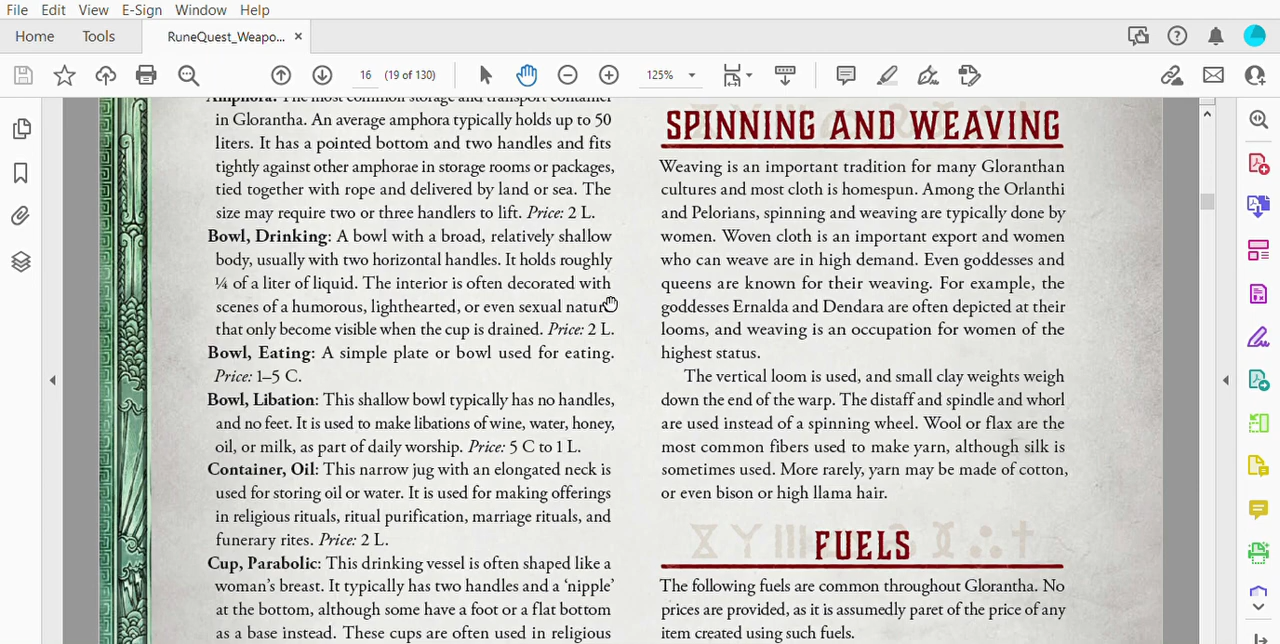 File Edit View E-Sign Window Help
Home Tools RuneQuest_Weapo... ×
16 (19 of 130) 125%
Amphora: The most common storage and transport container
in Glorantha. An average amphora typically holds up to 50
liters. It has a pointed bottom and two handles and fits
tightly against other amphorae in storage rooms or packages,
tied together with rope and delivered by land or sea. The
size may require two or three handlers to lift. Price: 2 L.
Bowl, Drinking: A bowl with a broad, relatively shallow
body, usually with two horizontal handles. It holds roughly
¼ of a liter of liquid. The interior is often decorated with
scenes of a humorous, lighthearted, or even sexual nature
that only become visible when the cup is drained. Price: 2 L.
Bowl, Eating: A simple plate or bowl used for eating.
Price: 1–5 C.
Bowl, Libation: This shallow bowl typically has no handles,
and no feet. It is used to make libations of wine, water, honey,
oil, or milk, as part of daily worship. Price: 5 C to 1 L.
Container, Oil: This narrow jug with an elongated neck is
used for storing oil or water. It is used for making offerings
in religious rituals, ritual purification, marriage rituals, and
funerary rites. Price: 2 L.
Cup, Parabolic: This drinking vessel is often shaped like a
woman's breast. It typically has two handles and a 'nipple'
at the bottom, although some have a foot or a flat bottom
as a base instead. These cups are often used in religious
SPINNING AND WEAVING
Weaving is an important tradition for many Gloranthan
cultures and most cloth is homespun. Among the Orlanthi
and Pelorians, spinning and weaving are typically done by
women. Woven cloth is an important export and women
who can weave are in high demand. Even goddesses and
queens are known for their weaving. For example, the
goddesses Ernalda and Dendara are often depicted at their
looms, and weaving is an occupation for women of the
highest status.
The vertical loom is used, and small clay weights weigh
down the end of the warp. The distaff and spindle and whorl
are used instead of a spinning wheel. Wool or flax are the
most common fibers used to make yarn, although silk is
sometimes used. More rarely, yarn may be made of cotton,
or even bison or high llama hair.
FUELS
The following fuels are common throughout Glorantha. No
prices are provided, as it is assumedly paret of the price of any
item created using such fuels.